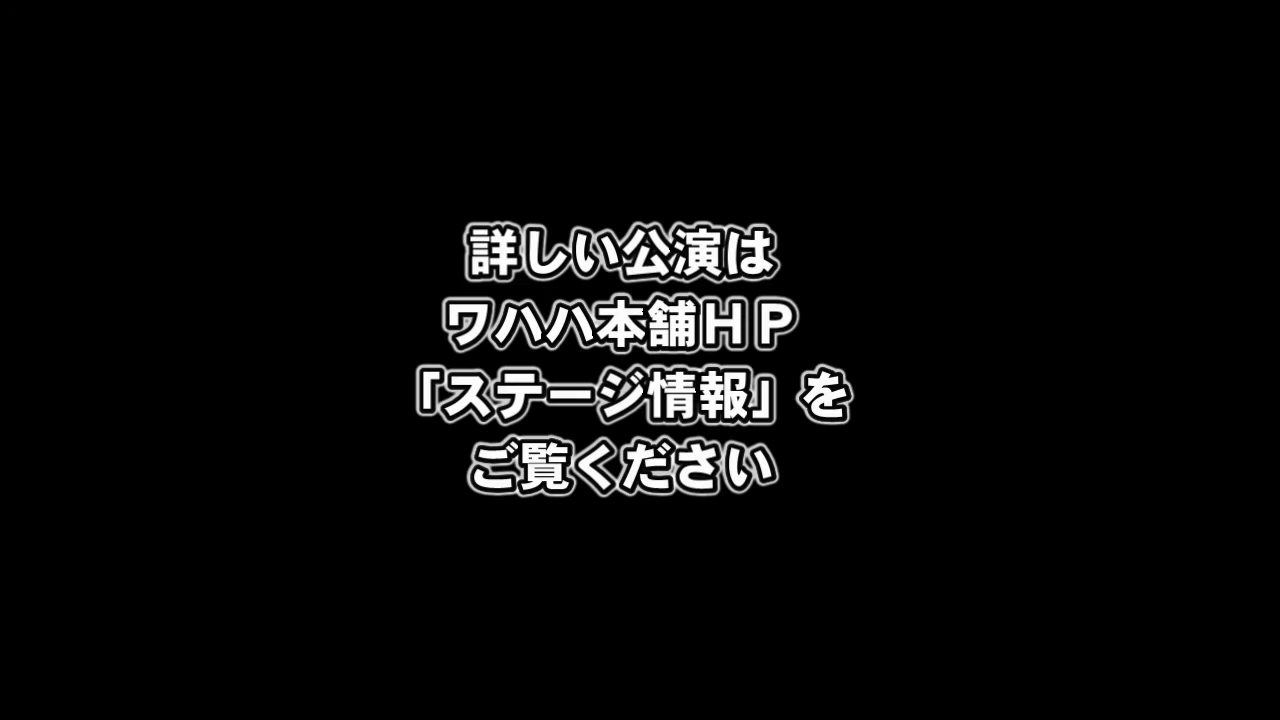 詳しい公演は
ワハハ本舗ＨＰ
「ステージ情報」を
ご覧ください